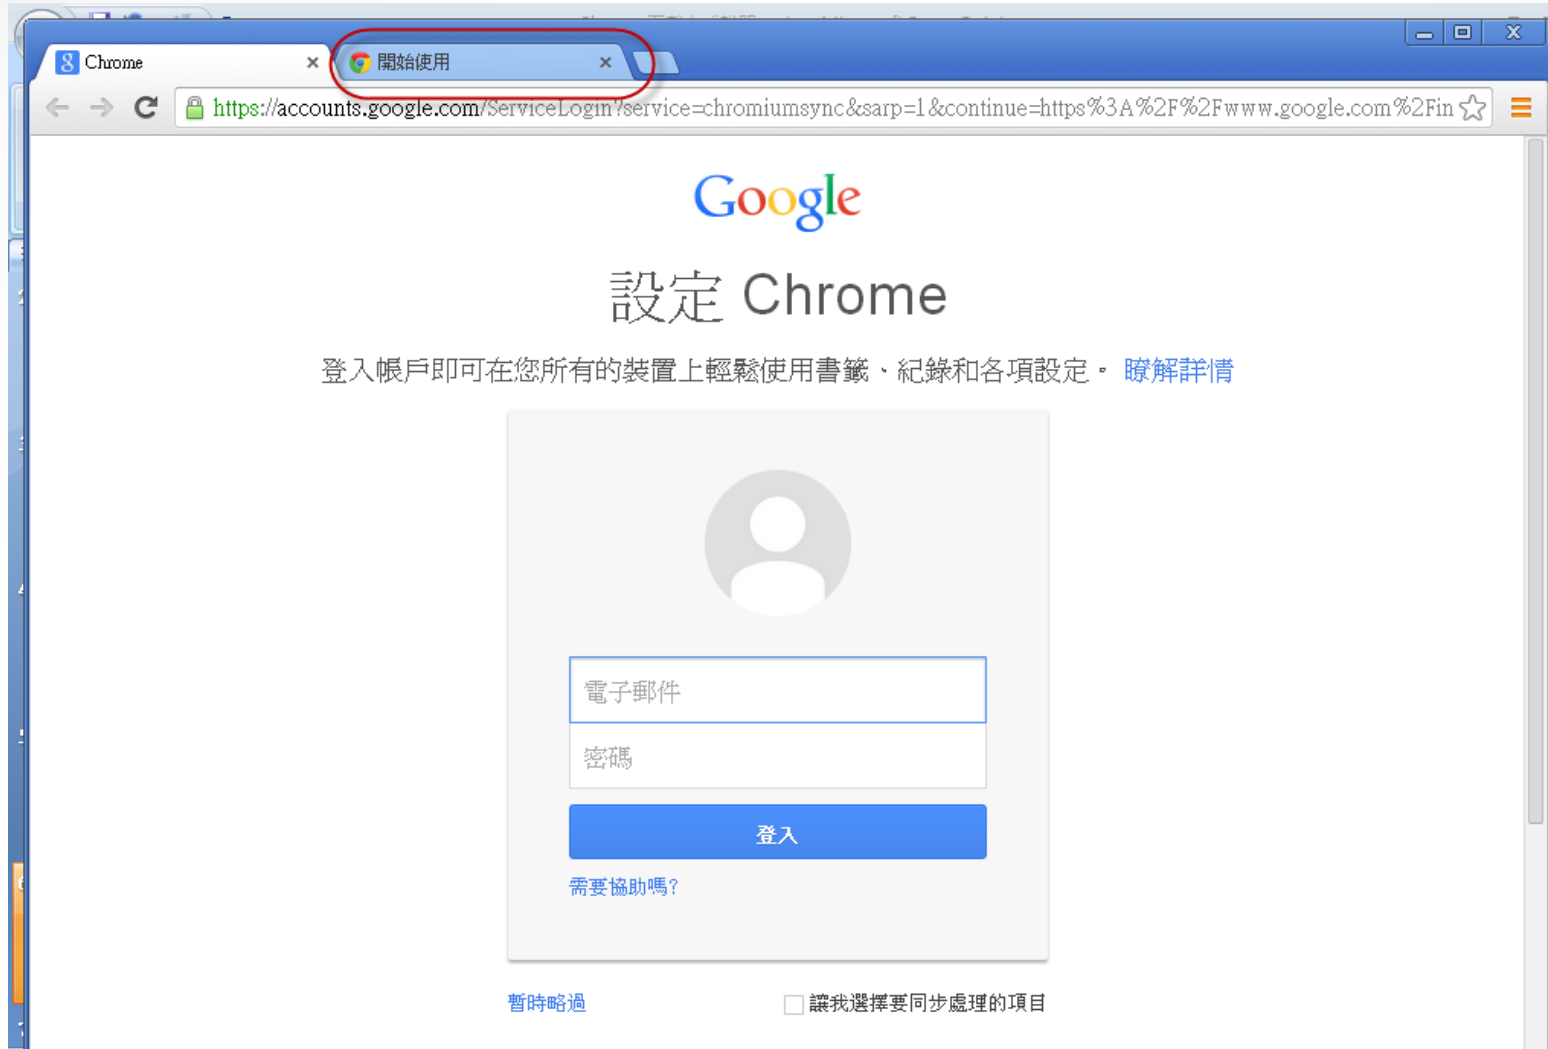 Chrome
開始使用
https://accounts.google.com/ServiceLogin?service=chromiumsync&sarp=1&continue=https%3A%2F%2Fwww.google.com%2Fin
Google
設定 Chrome
登入帳戶即可在您所有的裝置上輕鬆使用書籤、紀錄和各項設定。 瞭解詳情
電子郵件
密碼
登入
需要協助嗎?
暫時略過
讓我選擇要同步處理的項目